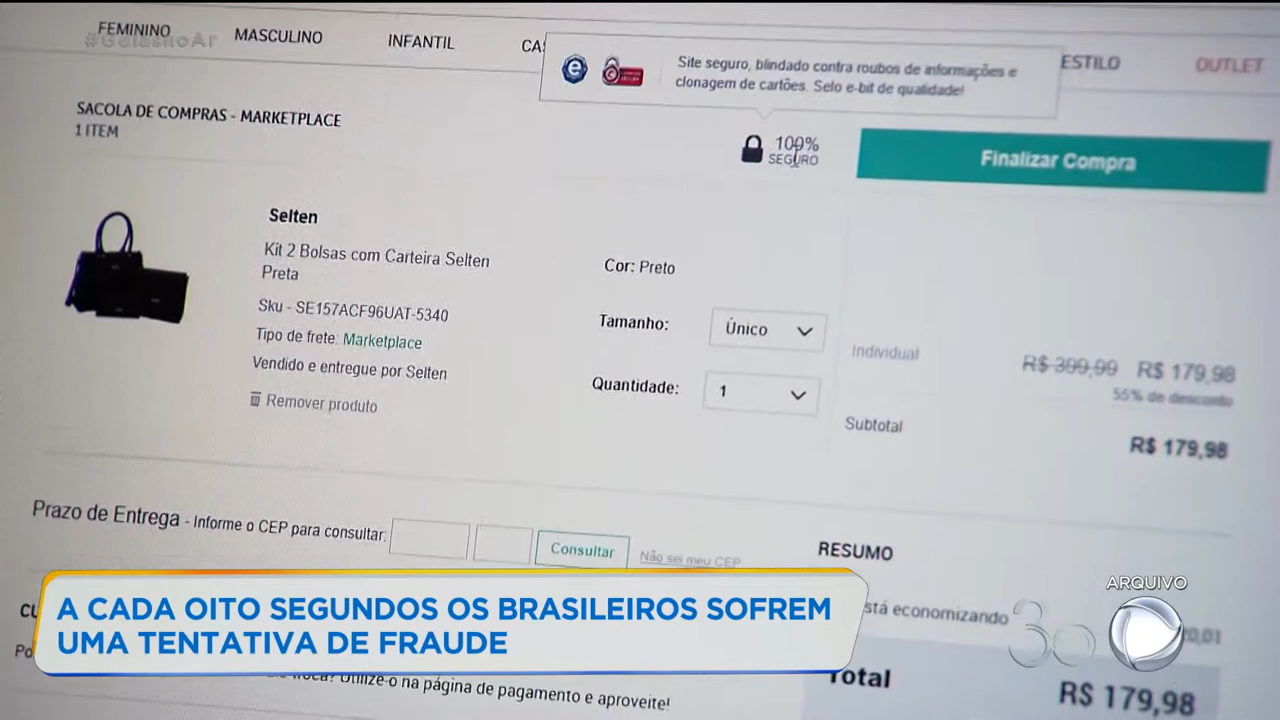 FEMININO
MASCULINO
INFANTIL
ESTILO
OUTLET
#GoiásnoAr
Site seguro, blindado contra roubos de informações e
clonagem de cartões. Selo e-bit de qualidade!
SACOLA DE COMPRAS - MARKETPLACE
1 ITEM
100%
SEGURO
Finalizar Compra
Selten
Kit 2 Bolsas com Carteira Selten
Preta
Sku - SE157ACF96UAT-5340
Tipo de frete: Marketplace
Vendido e entregue por Selten
Remover produto
Cor: Preto
Tamanho:
Único
Quantidade:
1
Individual
R$ 399,99 R$ 179,98
55% de desconto
Subtotal
R$ 179,98
Prazo de Entrega - Informe o CEP para consultar:
Consultar
Não sei meu CEP
RESUMO
ARQUIVO
A CADA OITO SEGUNDOS OS BRASILEIROS SOFREM
UMA TENTATIVA DE FRAUDE
stá economizando
30
Utilize-o na página de pagamento e aproveite!
Total
R$ 179,98